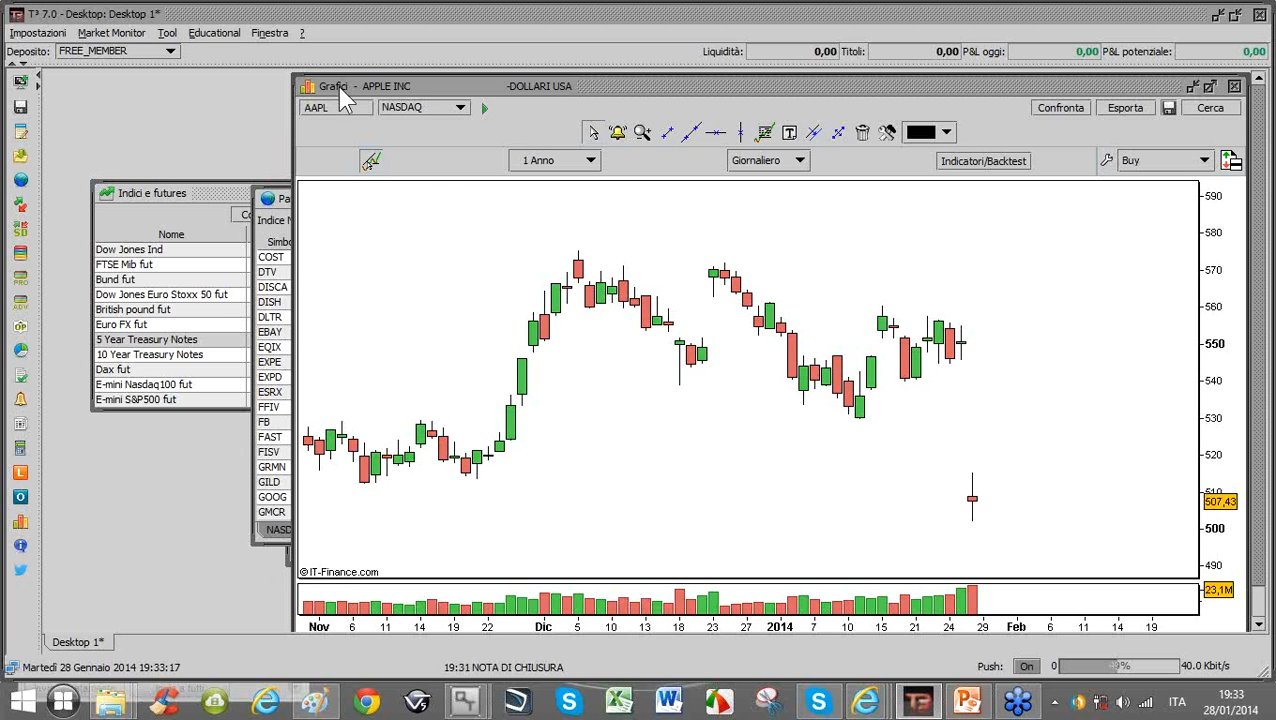 T³ 7.0 - Desktop: Desktop 1*
Impostazioni Market Monitor Tool Educational Finestra ?
Deposito: FREE_MEMBER Liquidità: 0,00 Titoli: 0,00 P&L oggi: 0,00 P&L potenziale: 0,00
Grafici - APPLE INC -DOLLARI USA
AAPL NASDAQ Confronta Esporta Cerca
1 Anno Giornaliero Indicatori/Backtest Buy
Indici e futures
Nome
Dow Jones Ind
FTSE Mib fut
Bund fut
Dow Jones Euro Stoxx 50 fut
British pound fut
Euro FX fut
5 Year Treasury Notes
10 Year Treasury Notes
Dax fut
E-mini Nasdaq100 fut
E-mini S&P500 fut
Indice
COST
DTV
DISCA
DISH
DLTR
EBAY
EQIX
EXPE
EXPD
ESRX
FFIV
FB
FAST
FISV
GRMN
GILD
GOOG
GMCR
590
580
570
560
550
540
530
520
510
507,43
500
490
© IT-Finance.com
23,1M
Nov 6 11 14 19 22 Dic 5 10 13 18 23 27 2014 7 10 15 21 24 29 Feb 6 11 14 19
Desktop 1*
Martedì 28 Gennaio 2014 19:33:17 19:31 NOTA DI CHIUSURA Push: On 0 40.0 Kbit/s
ITA
19:33
28/01/2014